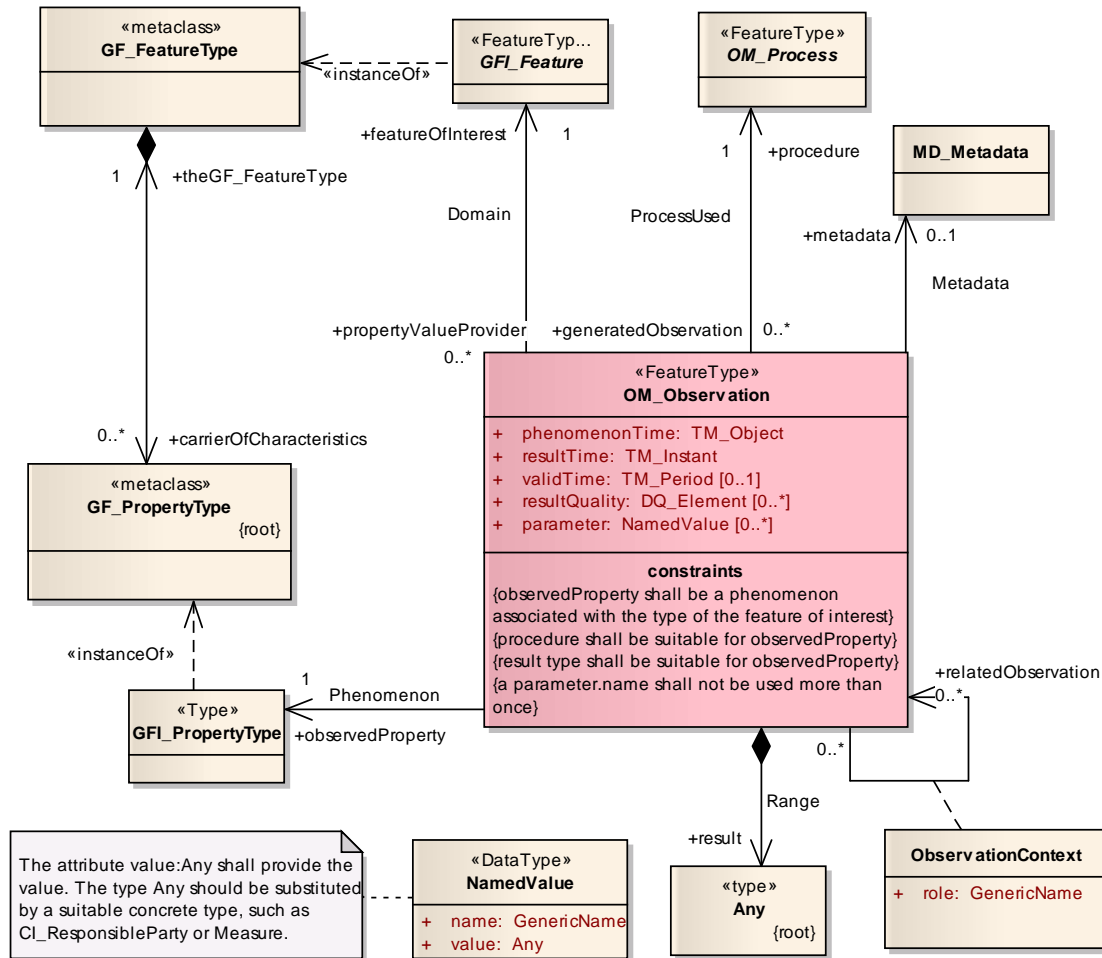 «metaclass»
GF_FeatureType
«FeatureTyp...
GFI_Feature
«FeatureType»
OM_Process
«instanceOf»
+featureOfInterest
1
1
+procedure
MD_Metadata
1
+theGF_FeatureType
Domain
ProcessUsed
+metadata
0..1
Metadata
+propertyValueProvider
0..*
+generatedObservation
0..*
«FeatureType»
OM_Observation
+ phenomenonTime: TM_Object
+ resultTime: TM_Instant
+ validTime: TM_Period [0..1]
+ resultQuality: DQ_Element [0..*]
+ parameter: NamedValue [0..*]
constraints
{observedProperty shall be a phenomenon
associated with the type of the feature of interest}
{procedure shall be suitable for observedProperty}
{result type shall be suitable for observedProperty}
{a parameter.name shall not be used more than
once}
0..*
+carrierOfCharacteristics
«metaclass»
GF_PropertyType
{root}
«instanceOf»
1
Phenomenon
+observedProperty
«Type»
GFI_PropertyType
+relatedObservation
0..*
0..*
Range
+result
The attribute value:Any shall provide the
value. The type Any should be substituted
by a suitable concrete type, such as
CI_ResponsibleParty or Measure.
«DataType»
NamedValue
+ name: GenericName
+ value: Any
«type»
Any
{root}
ObservationContext
+ role: GenericName